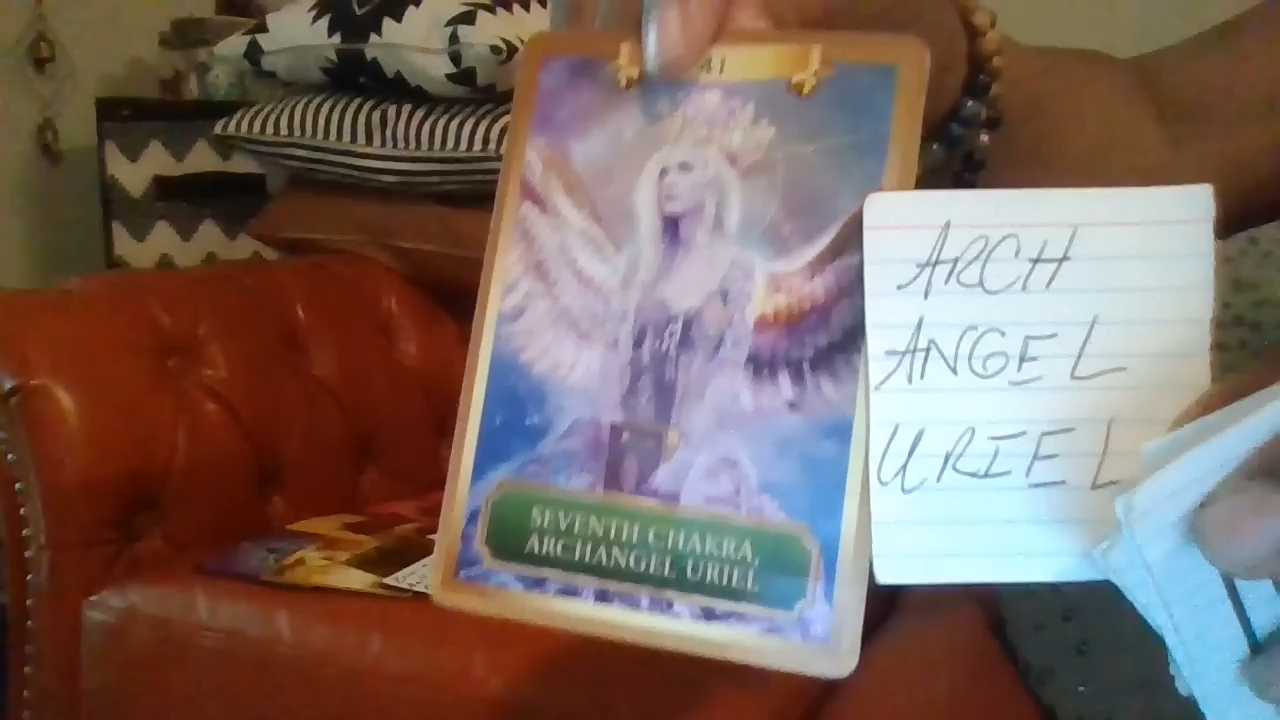 SEVENTH CHAKRA,
ARCHANGEL URIEL
ARCH
ANGEL
URIEL